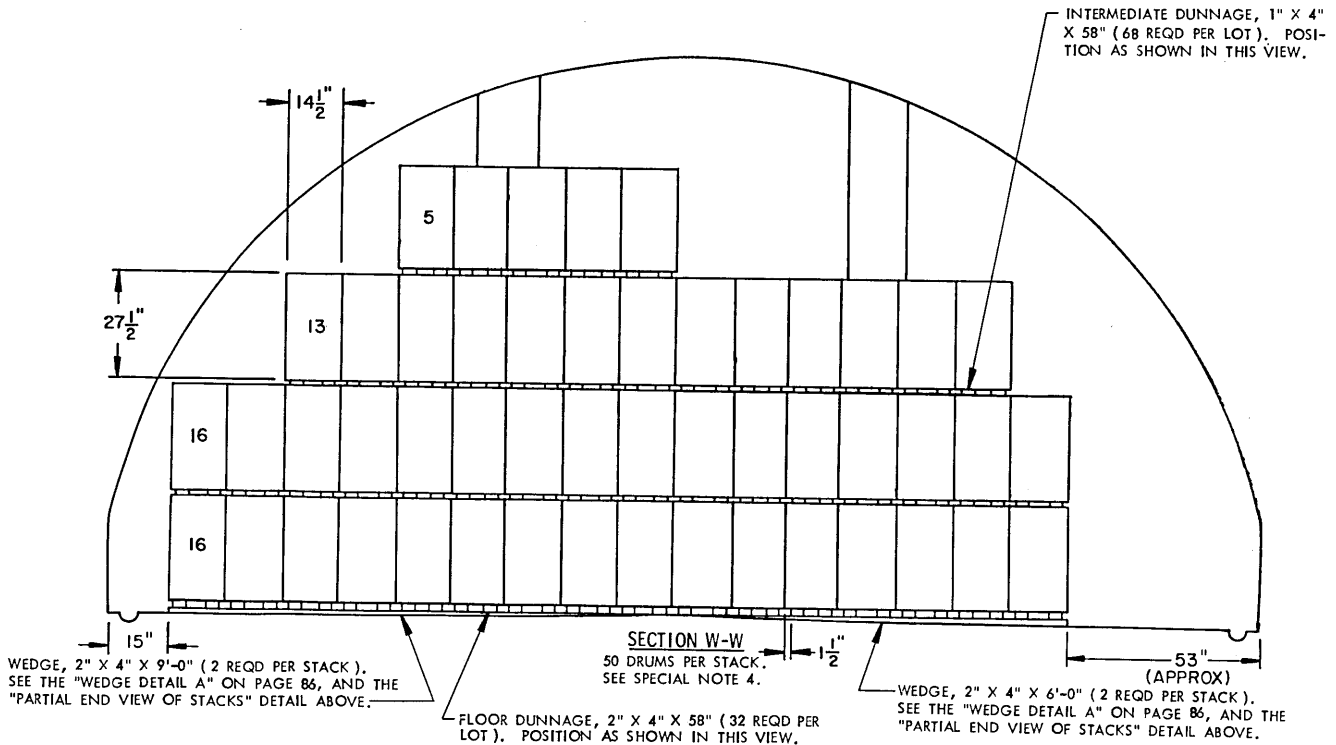 INTERMEDIATE DUNNAGE, 1" X 4"
X 58" (68 REQD PER LOT). POSI-
TION AS SHOWN IN THIS VIEW.
14 1/2"
5
27 1/2"
13
16
16
15"
SECTION W-W
50 DRUMS PER STACK.
SEE SPECIAL NOTE 4.
1 1/2"
53"
(APPROX)
WEDGE, 2" X 4" X 9'-0" (2 REQD PER STACK).
SEE THE "WEDGE DETAIL A" ON PAGE 86, AND THE
"PARTIAL END VIEW OF STACKS" DETAIL ABOVE.
FLOOR DUNNAGE, 2" X 4" X 58" (32 REQD PER
LOT). POSITION AS SHOWN IN THIS VIEW.
WEDGE, 2" X 4" X 6'-0" (2 REQD PER STACK).
SEE THE "WEDGE DETAIL A" ON PAGE 86, AND THE
"PARTIAL END VIEW OF STACKS" DETAIL ABOVE.